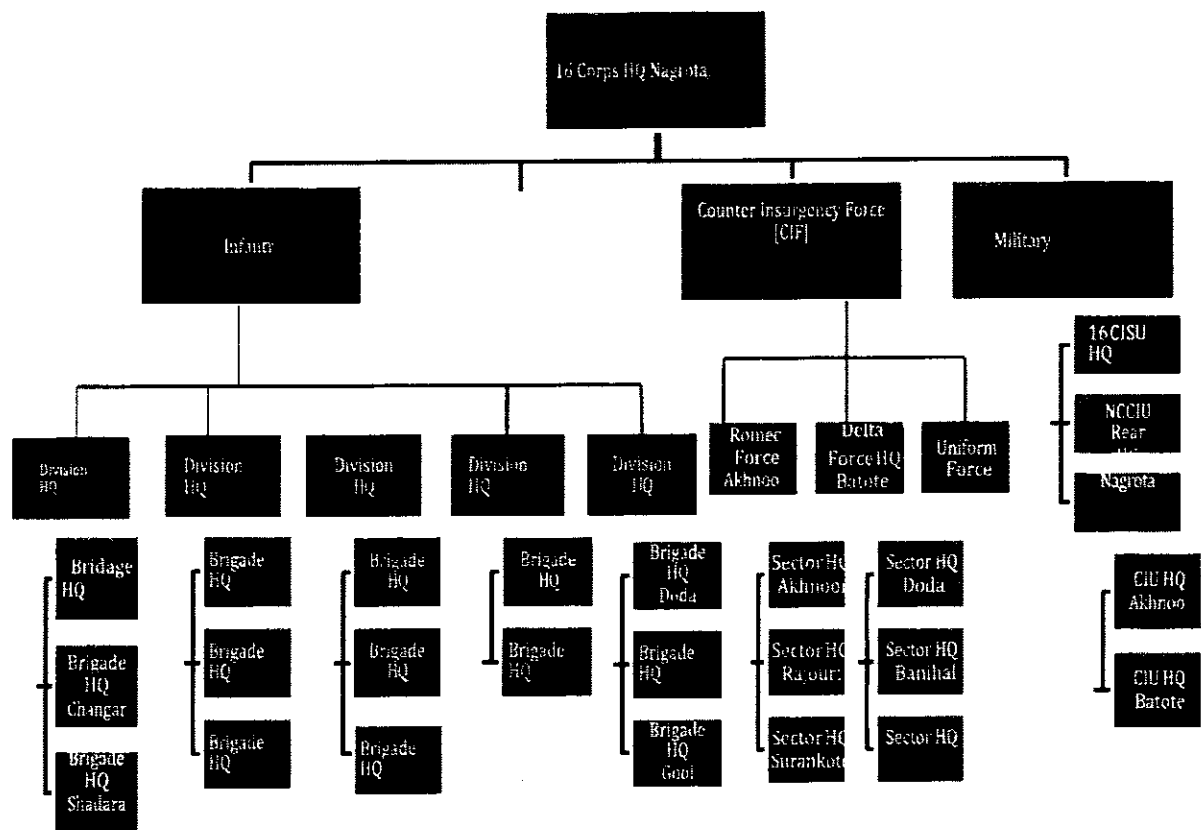 16 Corps HQ Nagrota
Infantr
Counter Insurgency Force
[CIF]
Military
16 CISU
HQ
NCCIU
Rear
Nagrota
Division
HQ
Division
HQ
Division
HQ
Division
HQ
Division
HQ
Romec
Force
Akhnoo
Delta
Force HQ
Batote
Uniform
Force
Bridage
HQ
Brigade
HQ
Changar
Brigade
HQ
Shadara
Brigade
HQ
Brigade
HQ
Brigade
HQ
Brigade
HQ
Brigade
HQ
Brigade
HQ
Brigade
HQ
Brigade
HQ
Brigade
HQ
Doda
Brigade
HQ
Brigade
HQ
Gool
Sector HQ
Akhnoor
Sector HQ
Rajouri
Sector HQ
Surankote
Sector HQ
Doda
Sector HQ
Banihal
Sector HQ
CIU HQ
Akhnoo
CIU HQ
Batote